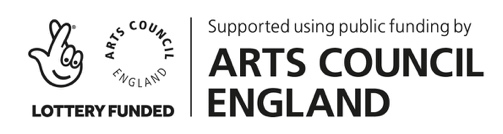 ARTS COUNCIL
ENGLAND
LOTTERY FUNDED
Supported using public funding by
ARTS COUNCIL
ENGLAND